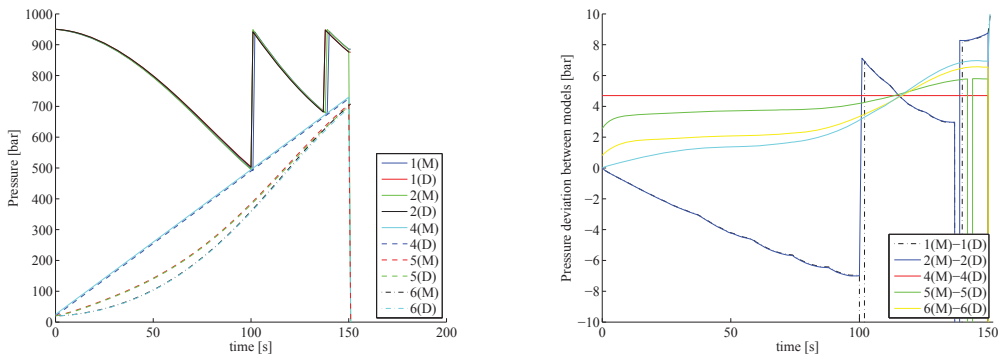 Pressure [bar]
1000
900
800
700
600
500
400
300
200
100
0
0
50
100
150
200
time [s]
1(M)
1(D)
2(M)
2(D)
4(M)
4(D)
5(M)
5(D)
6(M)
6(D)
Pressure deviation between models [bar]
10
8
6
4
2
0
−2
−4
−6
−8
−10
0
50
100
150
time [s]
1(M)−1(D)
2(M)−2(D)
4(M)−4(D)
5(M)−5(D)
6(M)−6(D)